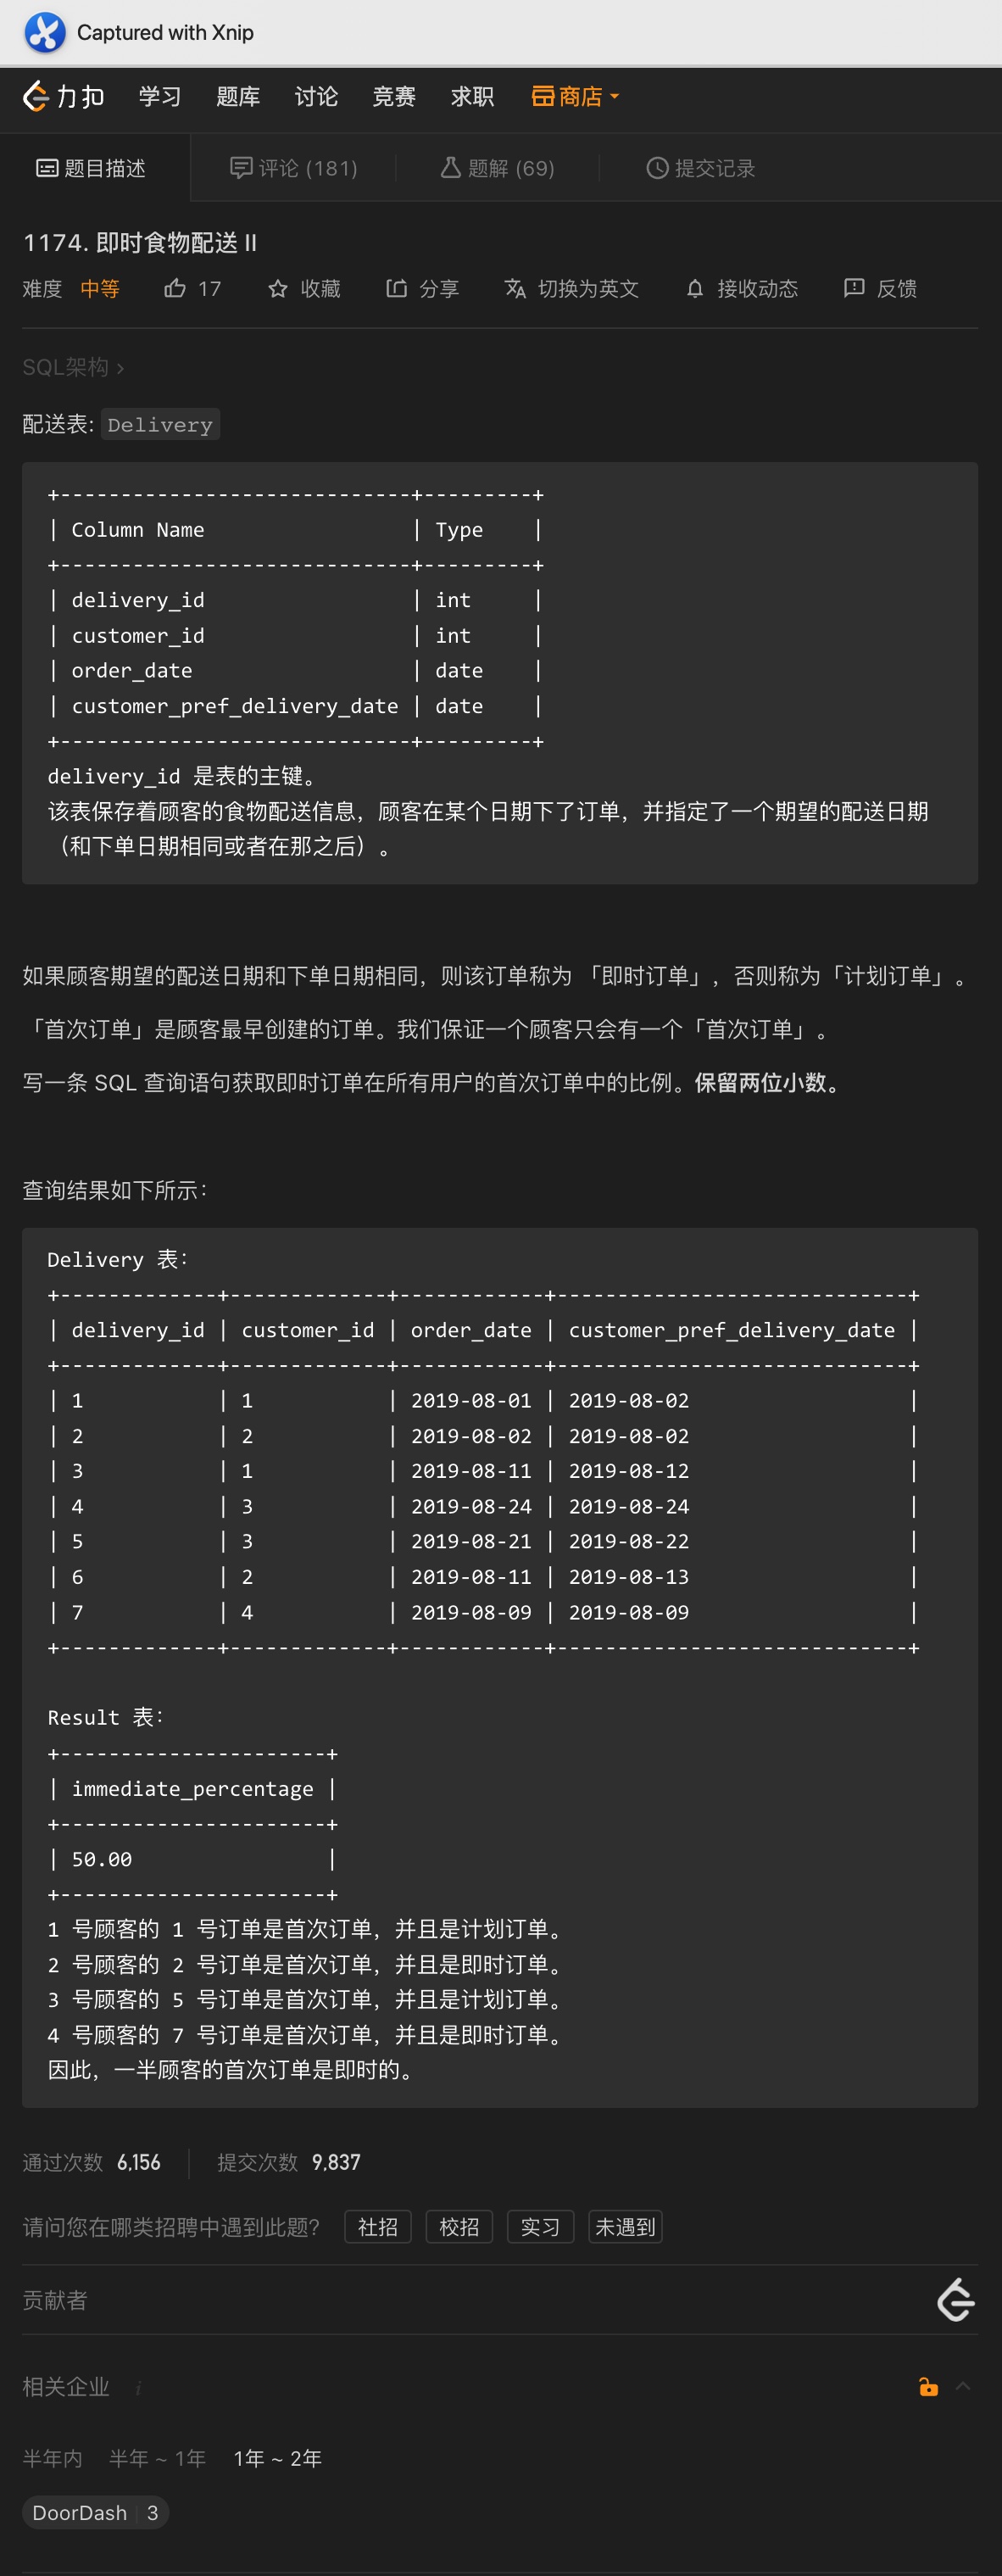 Captured with Xnip
力扣 学习 题库 讨论 竞赛 求职 商店
题目描述 评论 (181) 题解 (69) 提交记录
1174. 即时食物配送 II
难度 中等 17 收藏 分享 切换为英文 接收动态 反馈
SQL架构 ›
配送表: Delivery
+-----------------------------+---------+
| Column Name                 | Type    |
+-----------------------------+---------+
| delivery_id                 | int     |
| customer_id                 | int     |
| order_date                  | date    |
| customer_pref_delivery_date | date    |
+-----------------------------+---------+
delivery_id 是表的主键。
该表保存着顾客的食物配送信息，顾客在某个日期下了订单，并指定了一个期望的配送日期
（和下单日期相同或者在那之后）。
如果顾客期望的配送日期和下单日期相同，则该订单称为 「即时订单」，否则称为「计划订单」。
「首次订单」是顾客最早创建的订单。我们保证一个顾客只会有一个「首次订单」。
写一条 SQL 查询语句获取即时订单在所有用户的首次订单中的比例。保留两位小数。
查询结果如下所示：
Delivery 表：
+-------------+-------------+------------+-----------------------------+
| delivery_id | customer_id | order_date | customer_pref_delivery_date |
+-------------+-------------+------------+-----------------------------+
| 1           | 1           | 2019-08-01 | 2019-08-02                  |
| 2           | 2           | 2019-08-02 | 2019-08-02                  |
| 3           | 1           | 2019-08-11 | 2019-08-12                  |
| 4           | 3           | 2019-08-24 | 2019-08-24                  |
| 5           | 3           | 2019-08-21 | 2019-08-22                  |
| 6           | 2           | 2019-08-11 | 2019-08-13                  |
| 7           | 4           | 2019-08-09 | 2019-08-09                  |
+-------------+-------------+------------+-----------------------------+
Result 表：
+----------------------+
| immediate_percentage |
+----------------------+
| 50.00                |
+----------------------+
1 号顾客的 1 号订单是首次订单，并且是计划订单。
2 号顾客的 2 号订单是首次订单，并且是即时订单。
3 号顾客的 5 号订单是首次订单，并且是计划订单。
4 号顾客的 7 号订单是首次订单，并且是即时订单。
因此，一半顾客的首次订单是即时的。
通过次数 6,156 提交次数 9,837
请问您在哪类招聘中遇到此题？ 社招 校招 实习 未遇到
贡献者
相关企业 i
半年内 半年 ~ 1年 1年 ~ 2年
DoorDash | 3